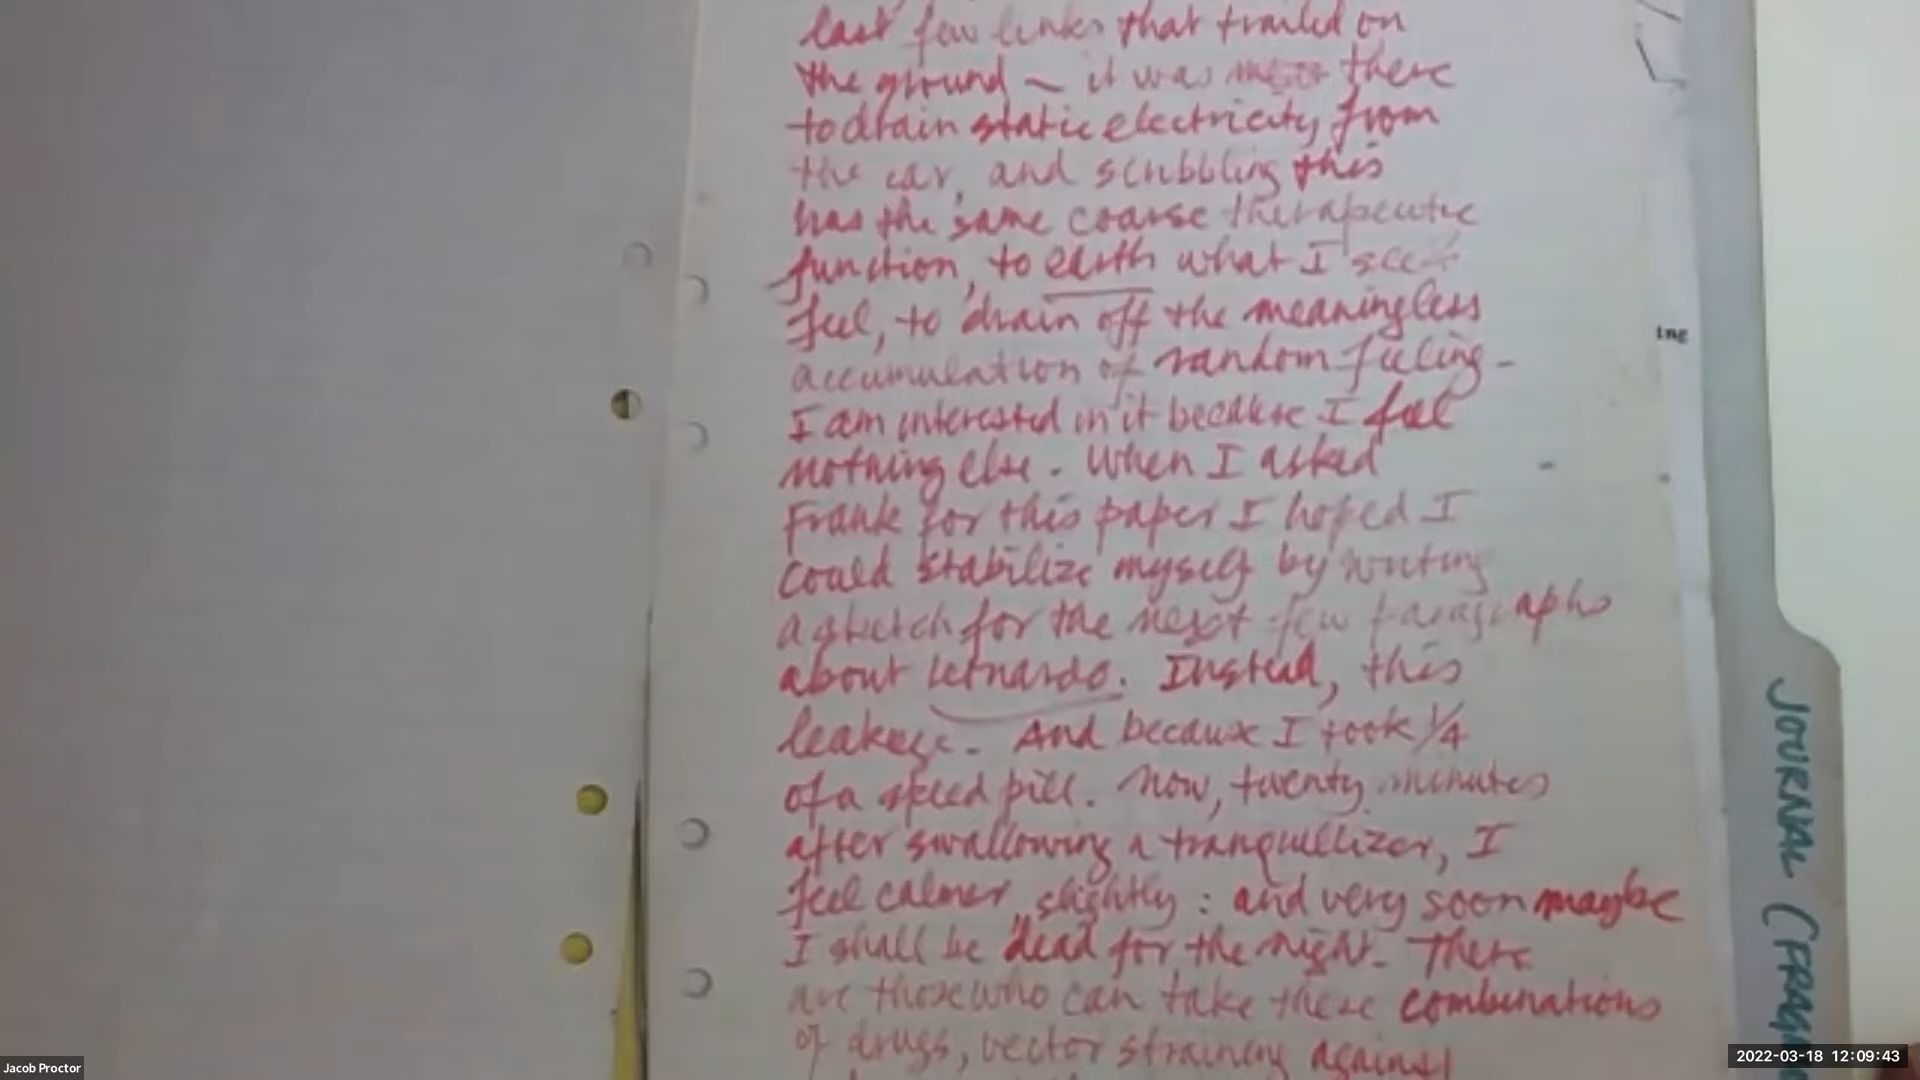 last few links that trailed on
the ground — it was there
to drain static electricity from
the car, and scribbling this
has the same coarse therapeutic
function, to earth what I see &
feel, to drain off the meaningless
accumulation of random feeling -
I am interested in it because I feel
nothing else. When I asked
Frank for this paper I hoped I
could stabilize myself by writing
a sketch for the next few paragraphs
about Leonardo. Instead, this
leakage. And because I took 1/4
of a speed pill. Now, twenty minutes
after swallowing a tranquillizer, I
feel calmer, slightly: and very soon maybe
I shall be dead for the night. There
are those who can take these combinations
of drugs, vector straining against
ing
JOURNAL (FRAGM
Jacob Proctor
2022-03-18 12:09:43